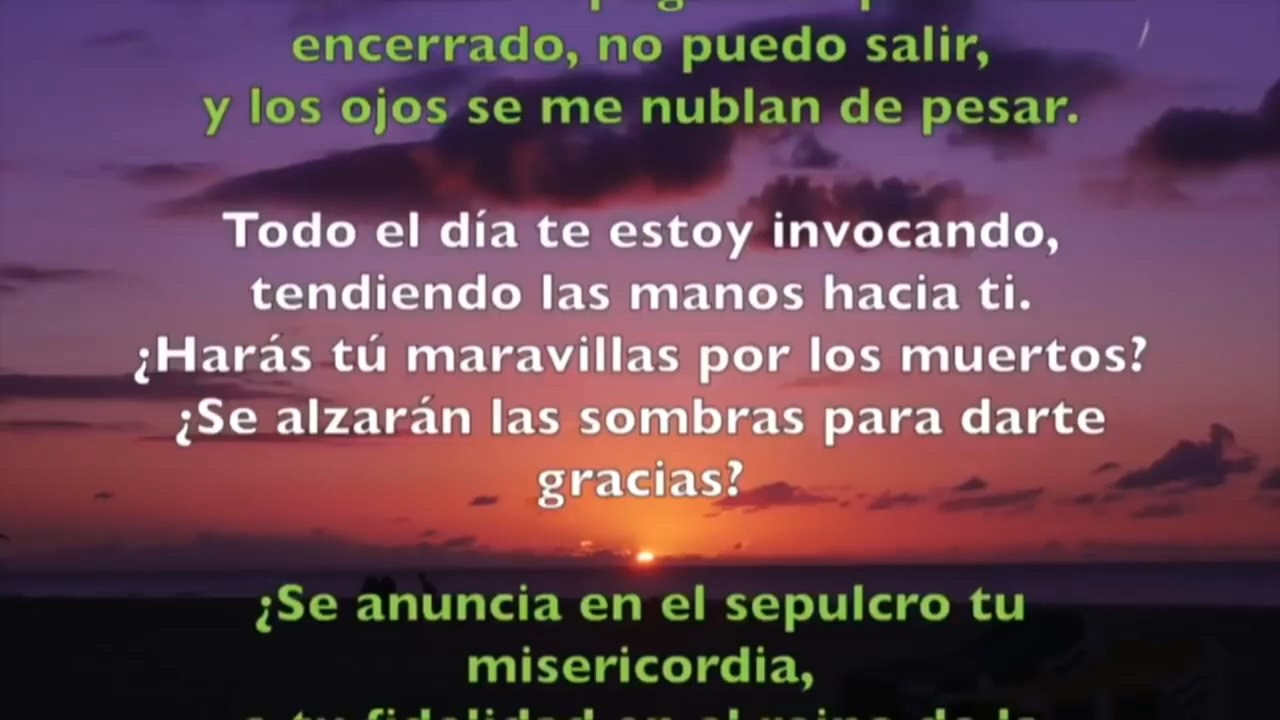 encerrado, no puedo salir,
y los ojos se me nublan de pesar.
Todo el día te estoy invocando,
tendiendo las manos hacia ti.
¿Harás tú maravillas por los muertos?
¿Se alzarán las sombras para darte
gracias?
¿Se anuncia en el sepulcro tu
misericordia,